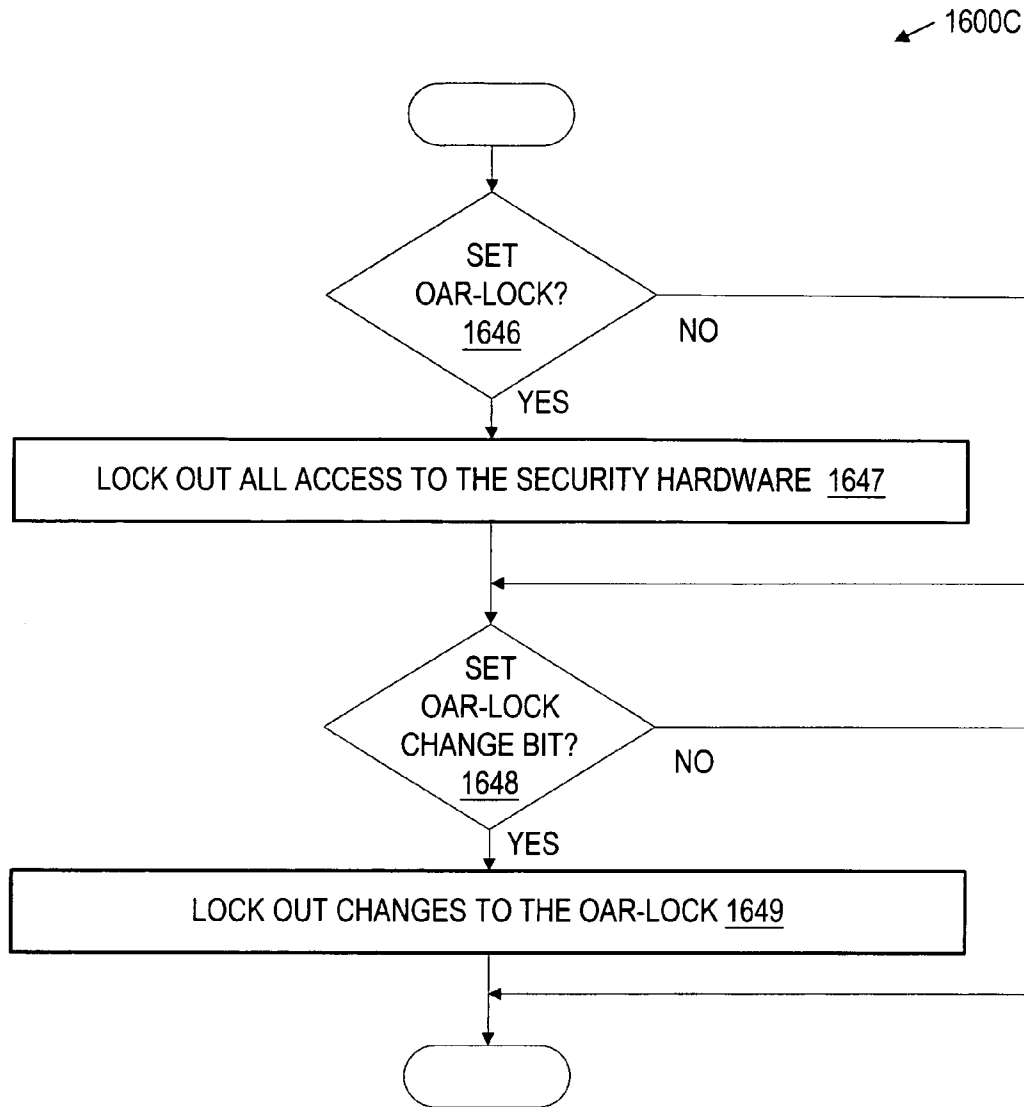 1600C
SET
OAR-LOCK?
1646
NO
YES
LOCK OUT ALL ACCESS TO THE SECURITY HARDWARE 1647
SET
OAR-LOCK
CHANGE BIT?
1648
NO
YES
LOCK OUT CHANGES TO THE OAR-LOCK 1649